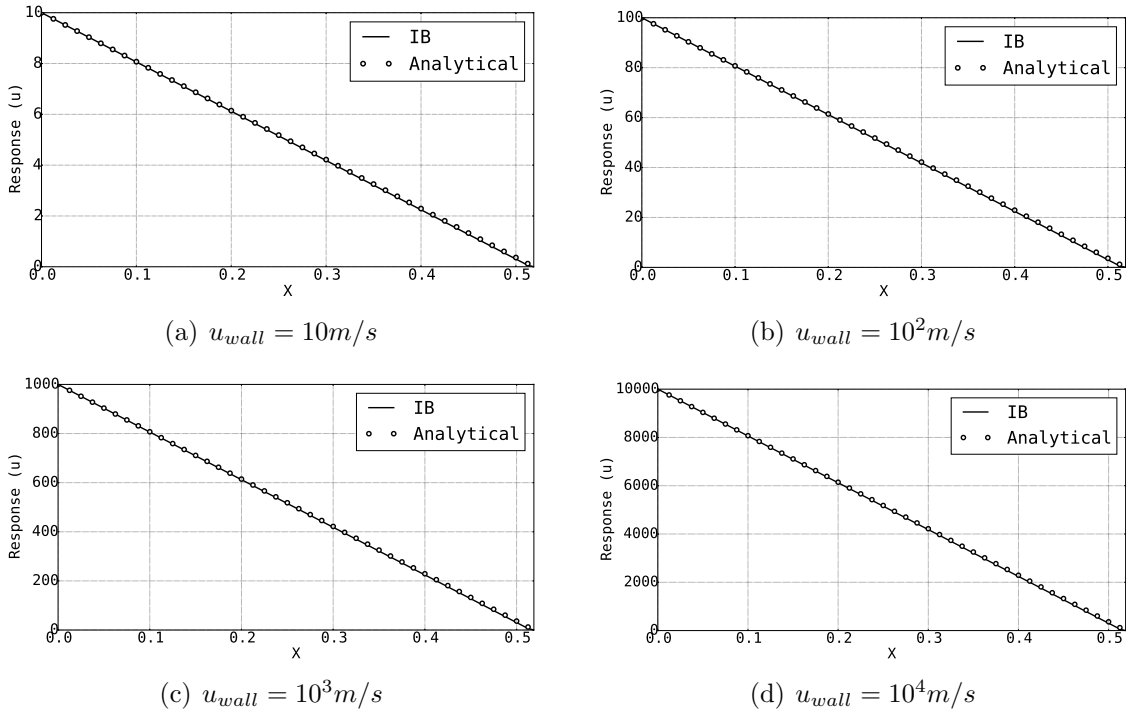 10
8
6
4
2
0
Response (u)
IB
Analytical
0.0 0.1 0.2 0.3 0.4 0.5
X
(a) u_wall = 10m/s
100
80
60
40
20
0
Response (u)
IB
Analytical
0.0 0.1 0.2 0.3 0.4 0.5
X
(b) u_wall = 10^2m/s
1000
800
600
400
200
0
Response (u)
IB
Analytical
0.0 0.1 0.2 0.3 0.4 0.5
X
(c) u_wall = 10^3m/s
10000
8000
6000
4000
2000
0
Response (u)
IB
Analytical
0.0 0.1 0.2 0.3 0.4 0.5
X
(d) u_wall = 10^4m/s